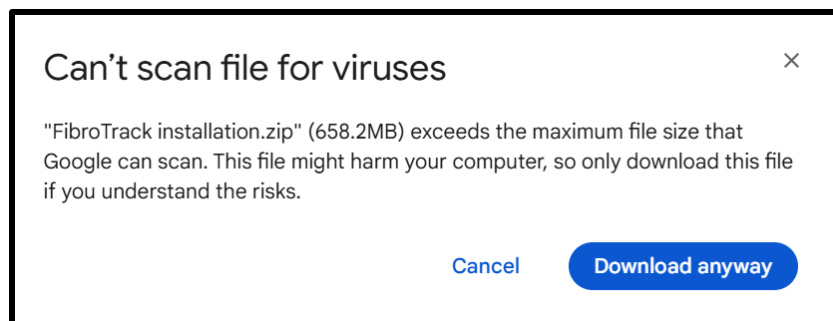 Can’t scan file for viruses
"FibroTrack installation.zip" (658.2MB) exceeds the maximum file size that
Google can scan. This file might harm your computer, so only download this file
if you understand the risks.
Cancel Download anyway